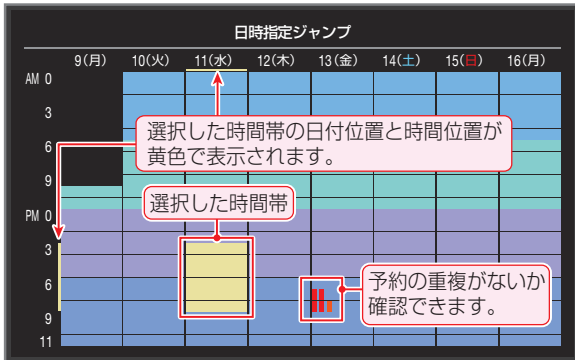 日時指定ジャンプ
9(月) 10(火) 11(水) 12(木) 13(金) 14(土) 15(日) 16(月)
AM 0
3
選択した時間帯の日付位置と時間位置が
黄色で表示されます。
6
9
選択した時間帯
PM 0
3
予約の重複がないか
確認できます。
6
9
11